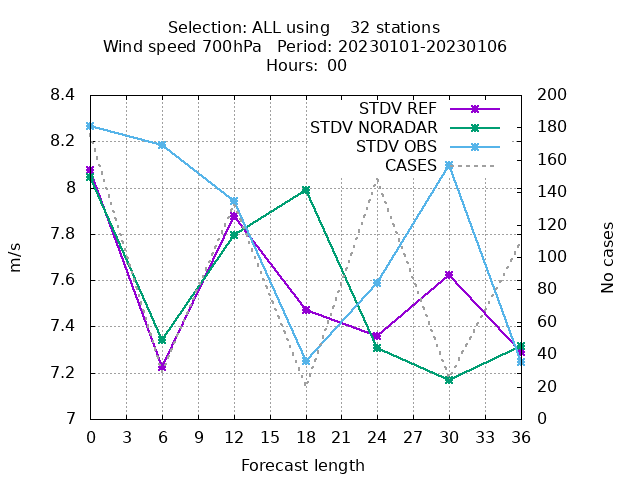 Selection: ALL using    32 stations
Wind speed 700hPa   Period: 20230101-20230106
Hours: 00
STDV REF
STDV NORADAR
STDV OBS
CASES
8.4
8.2
8
7.8
7.6
7.4
7.2
7
m/s
200
180
160
140
120
100
80
60
40
20
0
No cases
0 3 6 9 12 15 18 21 24 27 30 33 36
Forecast length